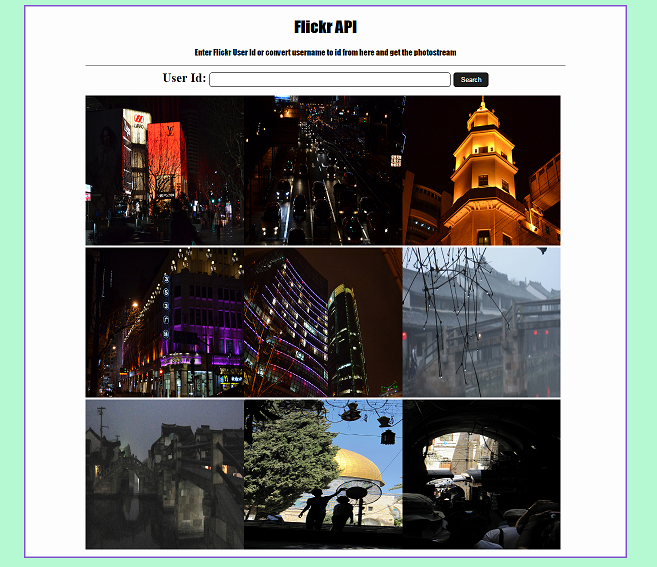 Flickr API
Enter Flickr User Id or convert username to id from here and get the photostream
User Id:
Search